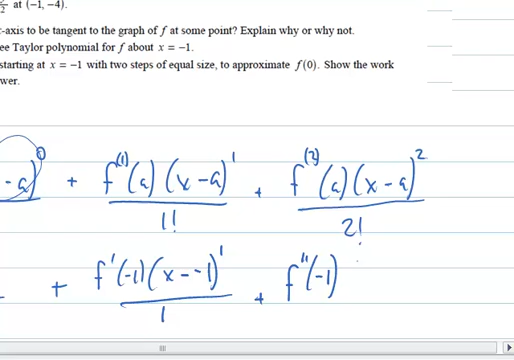 at (-1, -4).
-axis to be tangent to the graph of f at some point? Explain why or why not.
ee Taylor polynomial for f about x = −1.
starting at x = −1 with two steps of equal size, to approximate f(0). Show the work
wer.
- a)^0 + f^(1) (a) (x - a)^1 / 1! + f^(2) (a) (x - a)^2 / 2!
+ f'(-1) (x - -1)^1 / 1 + f''(-1)